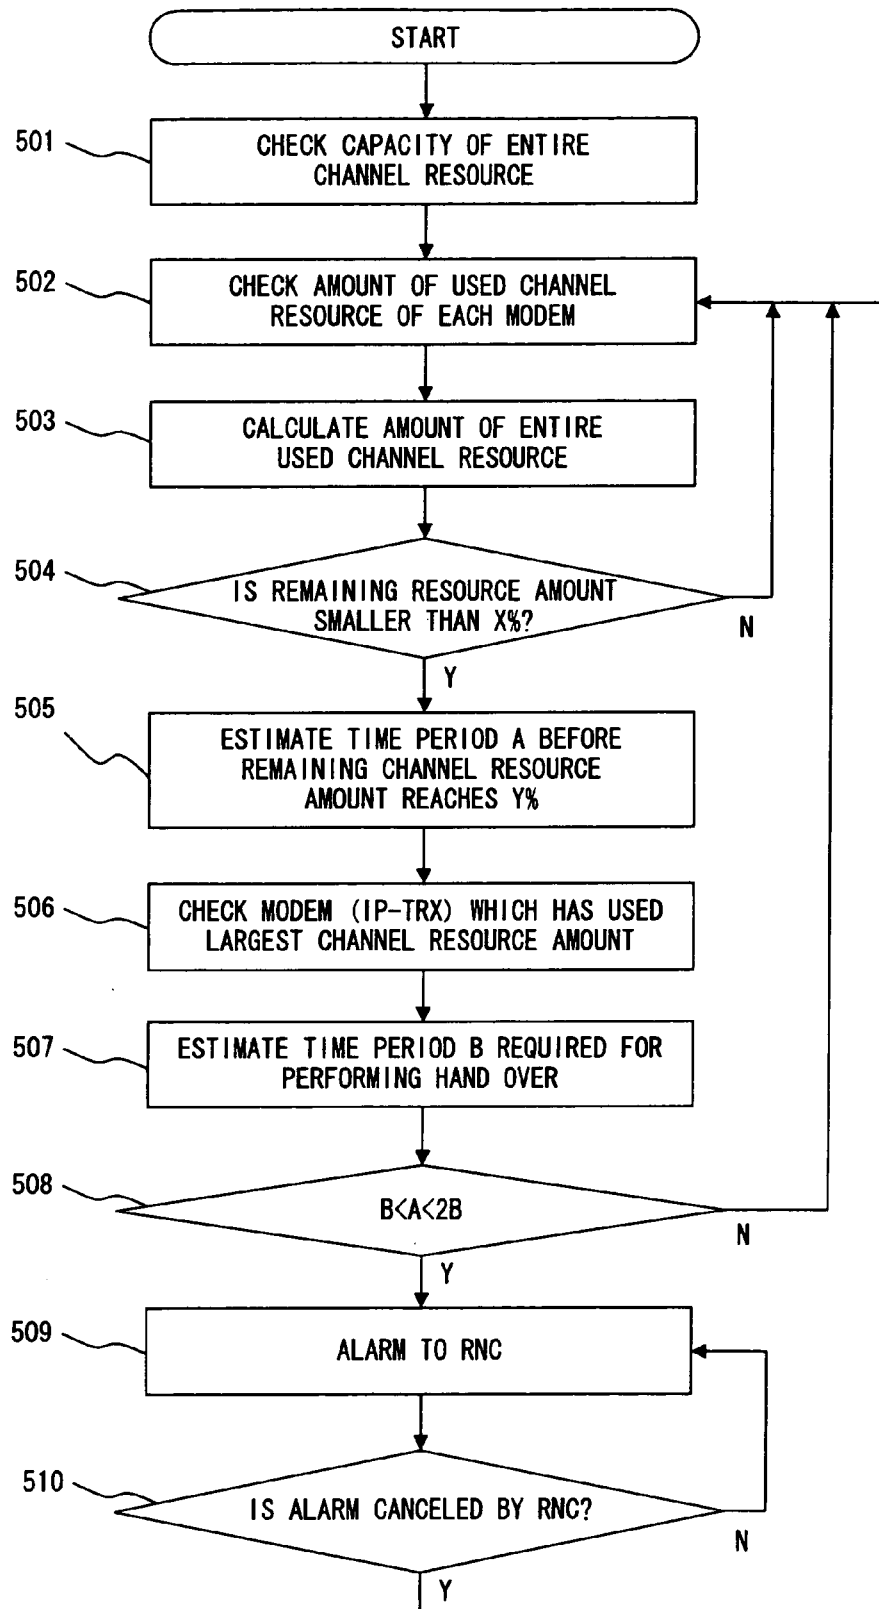 START
501
CHECK CAPACITY OF ENTIRE
CHANNEL RESOURCE
502
CHECK AMOUNT OF USED CHANNEL
RESOURCE OF EACH MODEM
503
CALCULATE AMOUNT OF ENTIRE
USED CHANNEL RESOURCE
504
IS REMAINING RESOURCE AMOUNT
SMALLER THAN X%?
N
Y
505
ESTIMATE TIME PERIOD A BEFORE
REMAINING CHANNEL RESOURCE
AMOUNT REACHES Y%
506
CHECK MODEM (IP-TRX) WHICH HAS USED
LARGEST CHANNEL RESOURCE AMOUNT
507
ESTIMATE TIME PERIOD B REQUIRED FOR
PERFORMING HAND OVER
508
B<A<2B
N
Y
509
ALARM TO RNC
510
IS ALARM CANCELED BY RNC?
N
Y